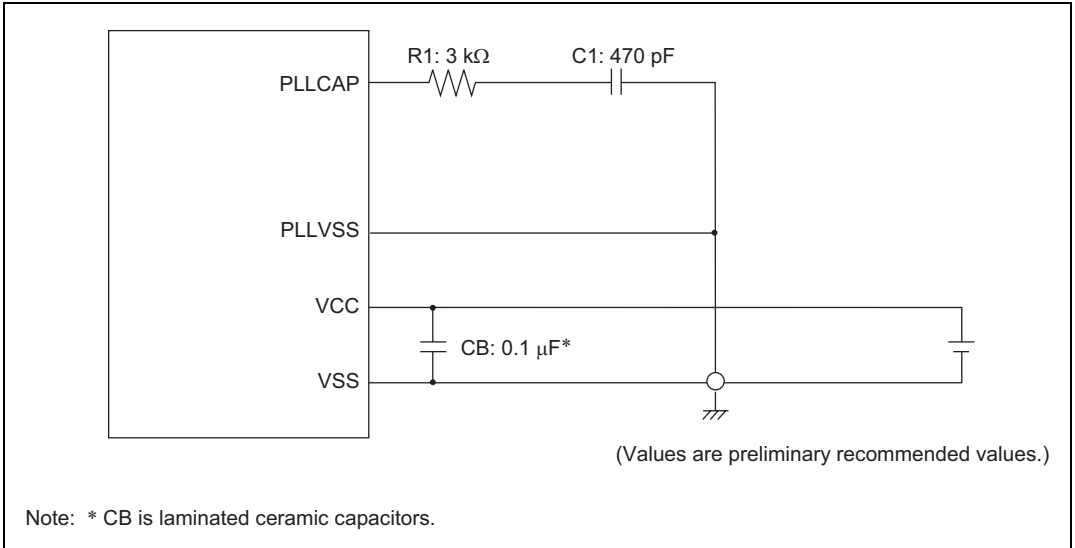 R1: 3 kΩ
C1: 470 pF
PLLCAP
PLLVSS
VCC
CB: 0.1 μF*
VSS
(Values are preliminary recommended values.)
Note: * CB is laminated ceramic capacitors.